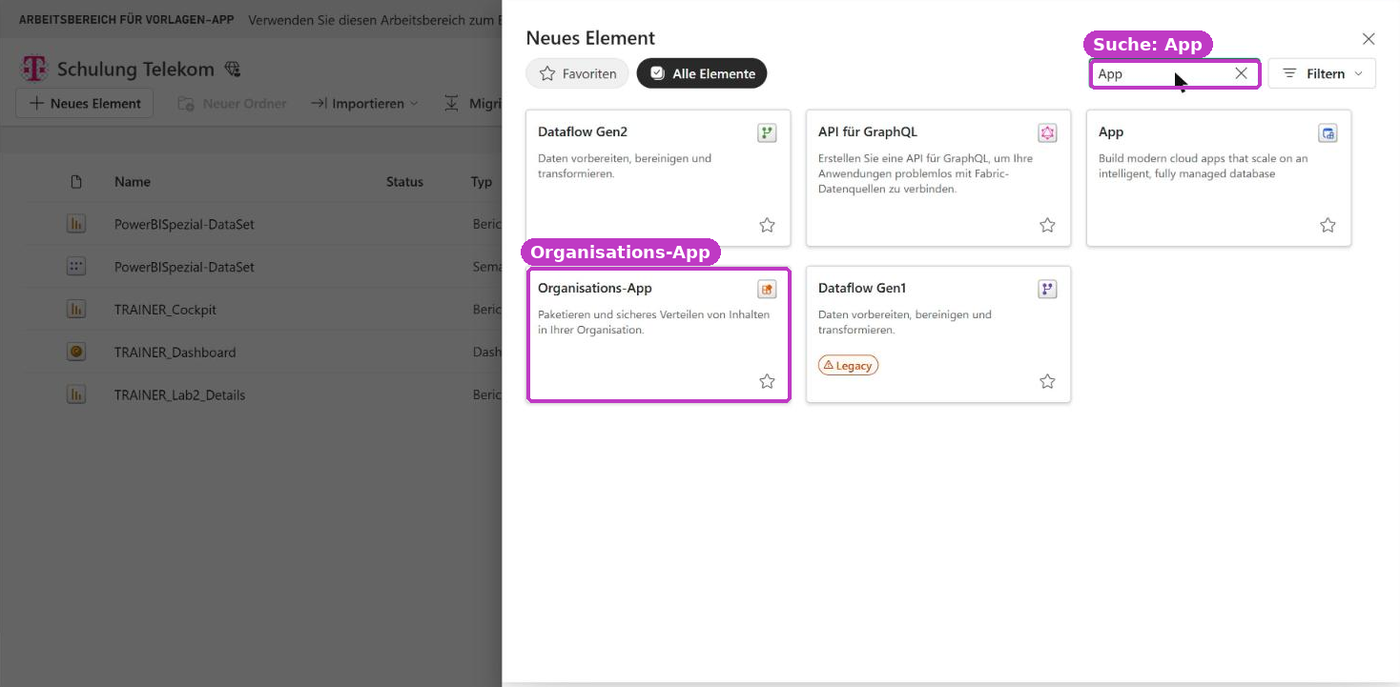 ARBEITSBEREICH FÜR VORLAGEN-APP Verwenden Sie diesen Arbeitsbereich zum
Schulung Telekom
Neues Element Neuer Ordner Importieren Migri
Name Status Typ
PowerBISpezial-DataSet Beric
PowerBISpezial-DataSet Sema
TRAINER_Cockpit Beric
TRAINER_Dashboard Dash
TRAINER_Lab2_Details Beric
Neues Element
Suche: App
Favoriten Alle Elemente App Filtern
Dataflow Gen2
Daten vorbereiten, bereinigen und
transformieren.
API für GraphQL
Erstellen Sie eine API für GraphQL, um Ihre
Anwendungen problemlos mit Fabric-
Datenquellen zu verbinden.
App
Build modern cloud apps that scale on an
intelligent, fully managed database
Organisations-App
Organisations-App
Paketieren und sicheres Verteilen von Inhalten
in Ihrer Organisation.
Dataflow Gen1
Daten vorbereiten, bereinigen und
transformieren.
Legacy